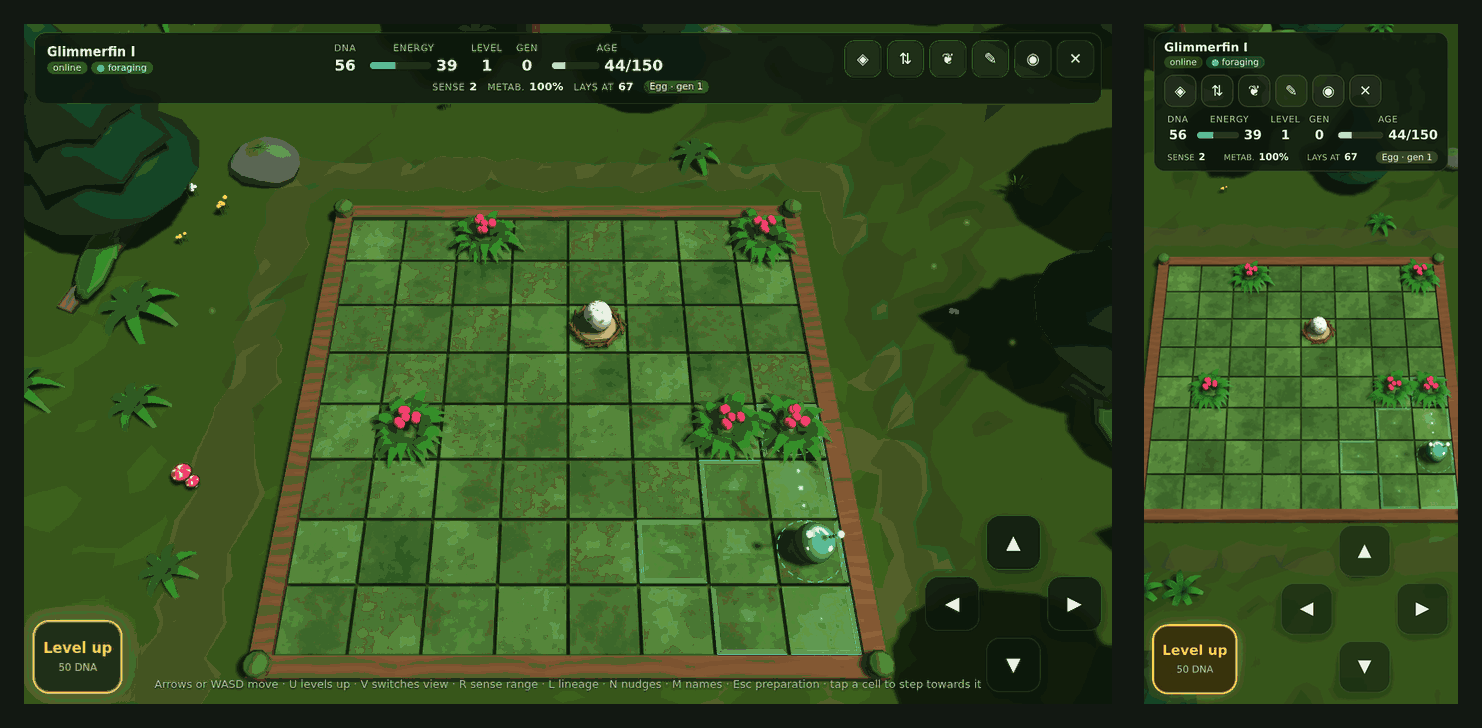 Glimmerfin I
online foraging
DNA ENERGY LEVEL GEN AGE
56 39 1 0 44/150
SENSE 2 METAB. 100% LAYS AT 67 Egg · gen 1
Level up
50 DNA
Arrows or WASD move · U levels up · V switches view · R sense range · L lineage · N nudges · M names · Esc preparation · tap a cell to step towards it
Glimmerfin I
online foraging
DNA ENERGY LEVEL GEN AGE
56 39 1 0 44/150
SENSE 2 METAB. 100% LAYS AT 67 Egg · gen 1
Level up
50 DNA